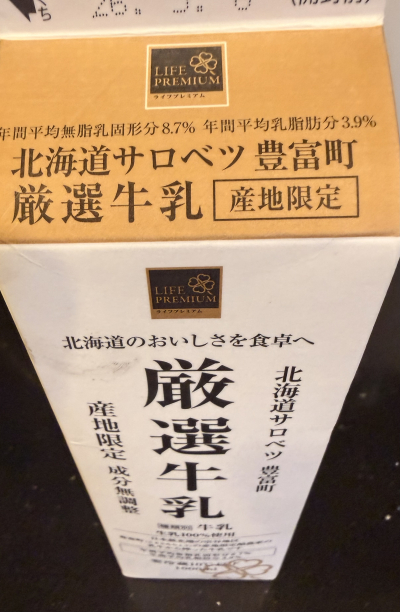 くち
LIFE
PREMIUM
ライフプレミアム
年間平均無脂乳固形分8.7% 年間平均乳脂肪分3.9%
北海道サロベツ 豊富町
厳選牛乳 産地限定
LIFE
PREMIUM
ライフプレミアム
北海道のおいしさを食卓へ
厳選牛乳
北海道サロベツ 豊富町
産地限定 成分無調整
種類別 牛乳
生乳100%使用